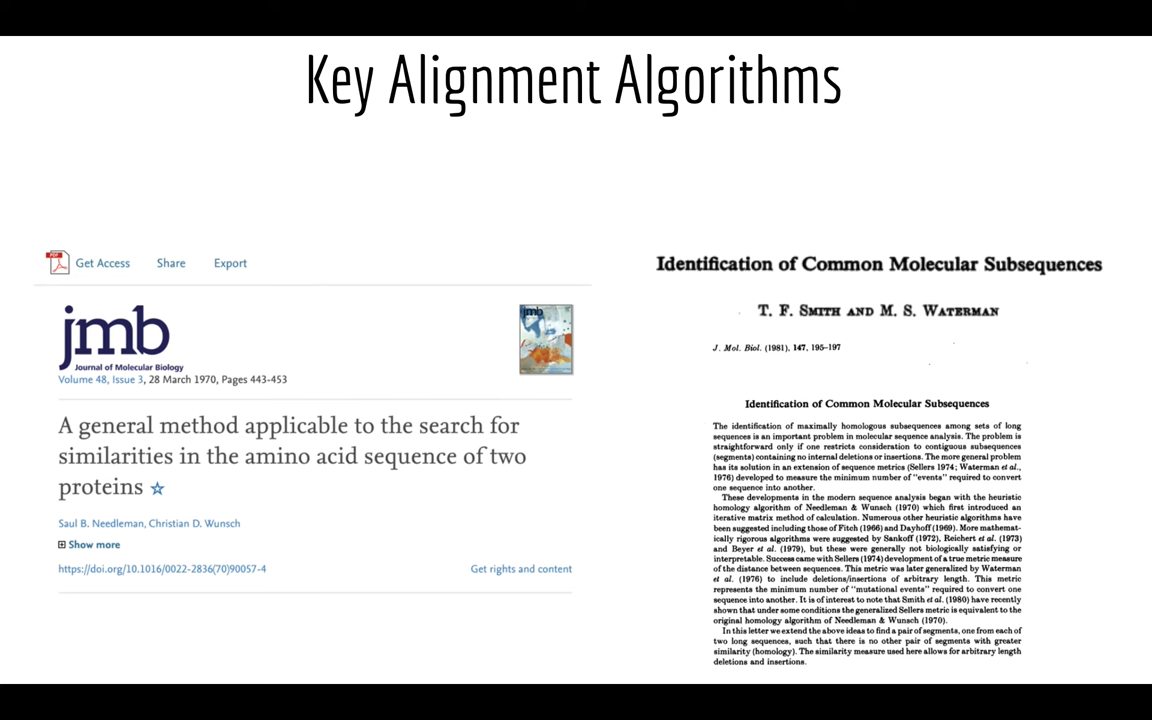 Key Alignment Algorithms
PDF
Get Access Share Export
jmb
Journal of Molecular Biology
jmb
Volume 48, Issue 3, 28 March 1970, Pages 443-453
A general method applicable to the search for
similarities in the amino acid sequence of two
proteins ☆
Saul B. Needleman, Christian D. Wunsch
Show more
https://doi.org/10.1016/0022-2836(70)90057-4 Get rights and content
Identification of Common Molecular Subsequences
T. F. SMITH AND M. S. WATERMAN
J. Mol. Biol. (1981), 147, 195-197
Identification of Common Molecular Subsequences
The identification of maximally homologous subsequences among sets of long
sequences is an important problem in molecular sequence analysis. The problem is
straightforward only if one restricts consideration to contiguous subsequences
(segments) containing no internal deletions or insertions. The more general problem
has its solution in an extension of sequence metrics (Sellers 1974; Waterman et al.,
1976) developed to measure the minimum number of "events" required to convert
one sequence into another.
These developments in the modern sequence analysis began with the heuristic
homology algorithm of Needleman & Wunsch (1970) which first introduced an
iterative matrix method of calculation. Numerous other heuristic algorithms have
been suggested including those of Fitch (1966) and Dayhoff (1969). More mathemat-
ically rigorous algorithms were suggested by Sankoff (1972), Reichert et al. (1973)
and Beyer et al. (1979), but these were generally not biologically satisfying or
interpretable. Success came with Sellers (1974) development of a true metric measure
of the distance between sequences. This metric was later generalized by Waterman
et al. (1976) to include deletions/insertions of arbitrary length. This metric
represents the minimum number of "mutational events" required to convert one
sequence into another. It is of interest to note that Smith et al. (1980) have recently
shown that under some conditions the generalized Sellers metric is equivalent to the
original homology algorithm of Needleman & Wunsch (1970).
In this letter we extend the above ideas to find a pair of segments, one from each of
two long sequences, such that there is no other pair of segments with greater
similarity (homology). The similarity measure used here allows for arbitrary length
deletions and insertions.